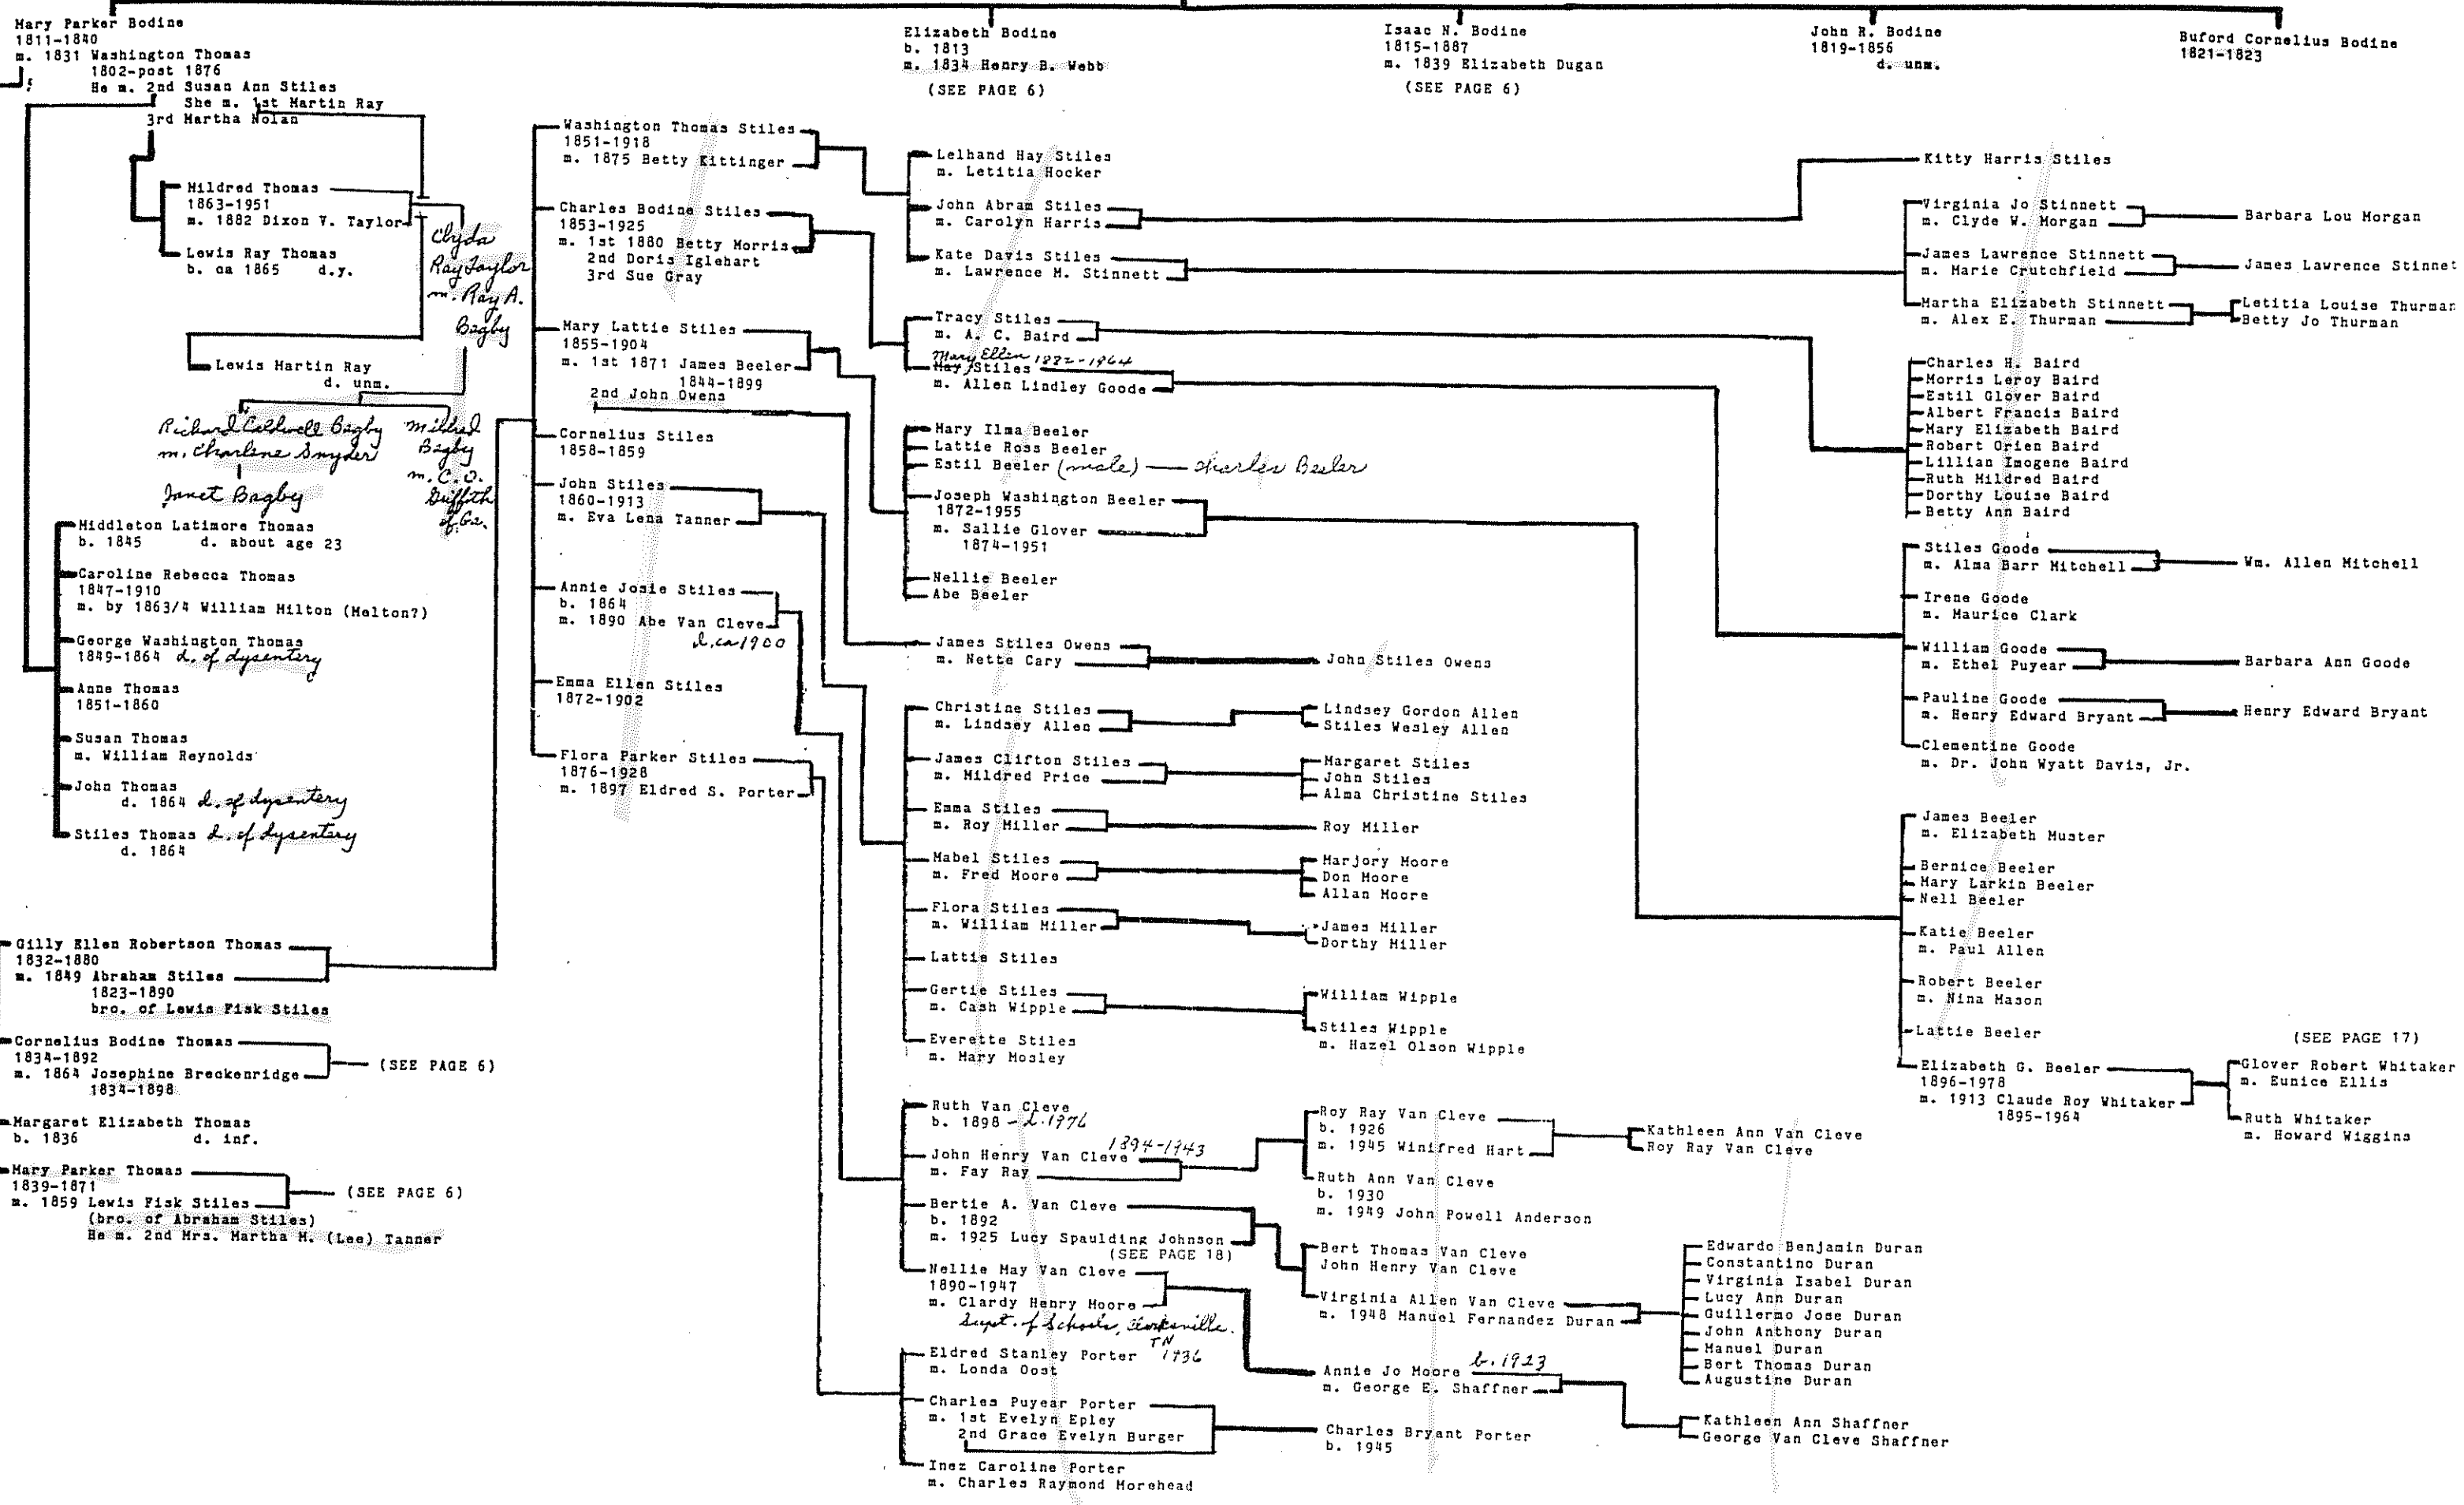 Mary Parker Bodine
1811-1840
m. 1831 Washington Thomas
1802-post 1876
He m. 2nd Susan Ann Stiles
She m. 1st Martin Ray
3rd Martha Nolan
Elizabeth Bodine
b. 1813
m. 1834 Henry B. Webb
(SEE PAGE 6)
Isaac N. Bodine
1815-1887
m. 1839 Elizabeth Dugan
(SEE PAGE 6)
John R. Bodine
1819-1856
d. unm.
Buford Cornelius Bodine
1821-1823
Mildred Thomas
1863-1951
m. 1882 Dixon V. Taylor
Lewis Ray Thomas
b. ca 1865 d.y.
Clyda
Ray Taylor
m. Ray A.
Bagby
Lewis Martin Ray
d. unm.
Richard Caldwell Bagby
m. Charlene Snyder
Janet Bagby
Mildred
Bagby
m. C. O.
Griffith
of Ga.
Middleton Latimore Thomas
b. 1845 d. about age 23
Caroline Rebecca Thomas
1847-1910
m. by 1863/4 William Hilton (Melton?)
George Washington Thomas
1849-1864 d. of dysentery
Anne Thomas
1851-1860
Susan Thomas
m. William Reynolds
John Thomas
d. 1864 d. of dysentery
Stiles Thomas d. of dysentery
d. 1864
Gilly Ellen Robertson Thomas
1832-1880
m. 1849 Abraham Stiles
1823-1890
bro. of Lewis Fisk Stiles
Cornelius Bodine Thomas
1834-1892
m. 1864 Josephine Breckenridge
1834-1898
(SEE PAGE 6)
Margaret Elizabeth Thomas
b. 1836 d. inf.
Mary Parker Thomas
1839-1871
m. 1859 Lewis Fisk Stiles
(bro. of Abraham Stiles)
He m. 2nd Mrs. Martha M. (Lee) Tanner
(SEE PAGE 6)
Washington Thomas Stiles
1851-1918
m. 1875 Betty Kittinger
Charles Bodine Stiles
1853-1925
m. 1st 1880 Betty Morris
2nd Doris Iglehart
3rd Sue Gray
Mary Lattie Stiles
1855-1904
m. 1st 1871 James Beeler
1844-1899
2nd John Owens
Cornelius Stiles
1858-1859
John Stiles
1860-1913
m. Eva Lena Tanner
Annie Josie Stiles
b. 1864
m. 1890 Abe Van Cleve
d. ca 1900
Emma Ellen Stiles
1872-1902
Flora Parker Stiles
1876-1928
m. 1897 Eldred S. Porter
Lelhand Hay Stiles
m. Letitia Hocker
John Abram Stiles
m. Carolyn Harris
Kate Davis Stiles
m. Lawrence M. Stinnett
Tracy Stiles
m. A. C. Baird
Mary Ellen 1882-1964
May Stiles
m. Allen Lindley Goode
Mary Ilma Beeler
Lattie Ross Beeler
Estil Beeler (male) — Charles Beeler
Joseph Washington Beeler
1872-1955
m. Sallie Glover
1874-1951
Nellie Beeler
Abe Beeler
James Stiles Owens
m. Nette Cary
John Stiles Owens
Christine Stiles
m. Lindsey Allen
Lindsey Gordon Allen
Stiles Wesley Allen
James Clifton Stiles
m. Mildred Price
Margaret Stiles
John Stiles
Alma Christine Stiles
Emma Stiles
m. Roy Miller
Roy Miller
Mabel Stiles
m. Fred Moore
Marjory Moore
Don Moore
Allan Moore
Flora Stiles
m. William Miller
James Miller
Dorthy Miller
Lattie Stiles
Gertie Stiles
m. Cash Wipple
William Wipple
Stiles Wipple
m. Hazel Olson Wipple
Everette Stiles
m. Mary Mosley
Ruth Van Cleve
b. 1898 - d. 1976
John Henry Van Cleve 1894-1943
m. Fay Ray
Bertie A. Van Cleve
b. 1892
m. 1925 Lucy Spaulding Johnson
(SEE PAGE 18)
Nellie May Van Cleve
1890-1947
m. Clardy Henry Moore
Supt. of Schools, Clarksville.
TN
1936
Eldred Stanley Porter
m. Londa Oost
Charles Puyear Porter
m. 1st Evelyn Epley
2nd Grace Evelyn Burger
Inez Caroline Porter
m. Charles Raymond Morehead
Roy Ray Van Cleve
b. 1926
m. 1945 Winifred Hart
Ruth Ann Van Cleve
b. 1930
m. 1949 John Powell Anderson
Bert Thomas Van Cleve
John Henry Van Cleve
Virginia Allen Van Cleve
m. 1948 Manuel Fernandez Duran
Annie Jo Moore b. 1923
m. George E. Shaffner
Charles Bryant Porter
b. 1945
Kathleen Ann Van Cleve
Roy Ray Van Cleve
Edwardo Benjamin Duran
Constantino Duran
Virginia Isabel Duran
Lucy Ann Duran
Guillermo Jose Duran
John Anthony Duran
Manuel Duran
Bert Thomas Duran
Augustine Duran
Kathleen Ann Shaffner
George Van Cleve Shaffner
Kitty Harris Stiles
Virginia Jo Stinnett
m. Clyde W. Morgan
Barbara Lou Morgan
James Lawrence Stinnett
m. Marie Crutchfield
James Lawrence Stinnet
Martha Elizabeth Stinnett
m. Alex E. Thurman
Letitia Louise Thurman
Betty Jo Thurman
Charles H. Baird
Morris Leroy Baird
Estil Glover Baird
Albert Francis Baird
Mary Elizabeth Baird
Robert Orien Baird
Lillian Imogene Baird
Ruth Mildred Baird
Dorthy Louise Baird
Betty Ann Baird
Stiles Goode
m. Alma Barr Mitchell
Wm. Allen Mitchell
Irene Goode
m. Maurice Clark
William Goode
m. Ethel Puyear
Barbara Ann Goode
Pauline Goode
m. Henry Edward Bryant
Henry Edward Bryant
Clementine Goode
m. Dr. John Wyatt Davis, Jr.
James Beeler
m. Elizabeth Muster
Bernice Beeler
Mary Larkin Beeler
Nell Beeler
Katie Beeler
m. Paul Allen
Robert Beeler
m. Nina Mason
Lattie Beeler
Elizabeth G. Beeler
1896-1978
m. 1913 Claude Roy Whitaker
1895-1964
(SEE PAGE 17)
Glover Robert Whitaker
m. Eunice Ellis
Ruth Whitaker
m. Howard Wiggins